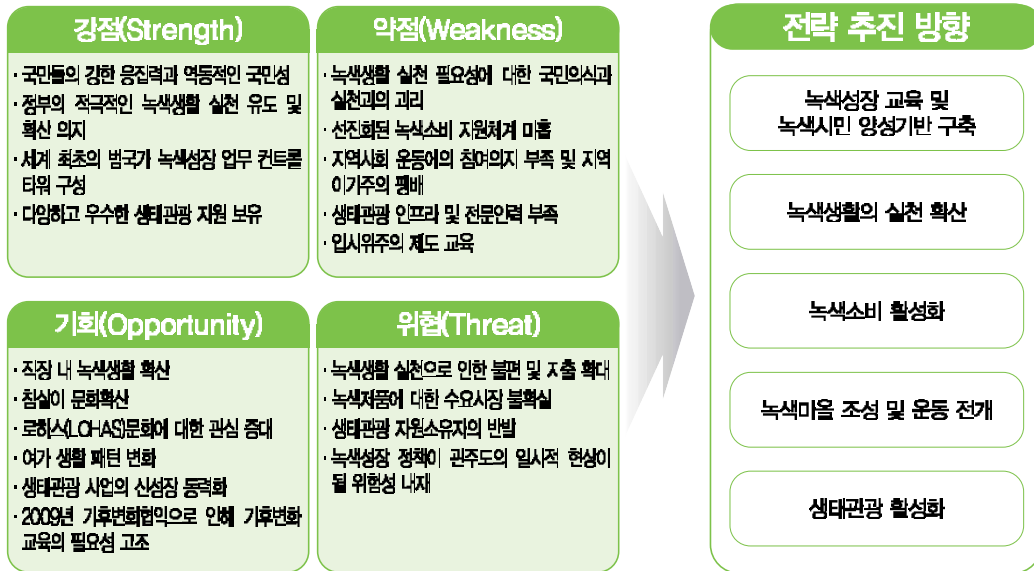 강점(Strength)
· 국민들의 강한 응집력과 역동적인 국민성
· 정부의 적극적인 녹색생활 실천 유도 및
확산 의지
· 세계 최초의 범국가 녹색성장 업무 컨트롤
타워 구성
· 다양하고 우수한 생태관광 자원 보유
약점(Weakness)
· 녹색생활 실천 필요성에 대한 국민의식과
실천과의 괴리
· 선진화된 녹색소비 지원체계 미흡
· 지역사회 운동에의 참여의지 부족 및 지역
이기주의 팽배
· 생태관광 인프라 및 전문인력 부족
· 입시위주의 제도 교육
기회(Opportunity)
· 직장 내 녹색생활 확산
· 참살이 문화확산
· 로하스(LOHAS)문화에 대한 관심 증대
· 여가 생활 패턴 변화
· 생태관광 사업의 신성장 동력화
· 2009년 기후변화협약으로 인해 기후변화
교육의 필요성 고조
위협(Threat)
· 녹색생활 실천으로 인한 불편 및 지출 확대
· 녹색제품에 대한 수요시장 불확실
· 생태관광 자원소유자의 반발
· 녹색성장 정책이 관주도의 일시적 현상이
될 위험성 내재
전략 추진 방향
녹색성장 교육 및
녹색시민 양성기반 구축
녹색생활의 실천 확산
녹색소비 활성화
녹색마을 조성 및 운동 전개
생태관광 활성화